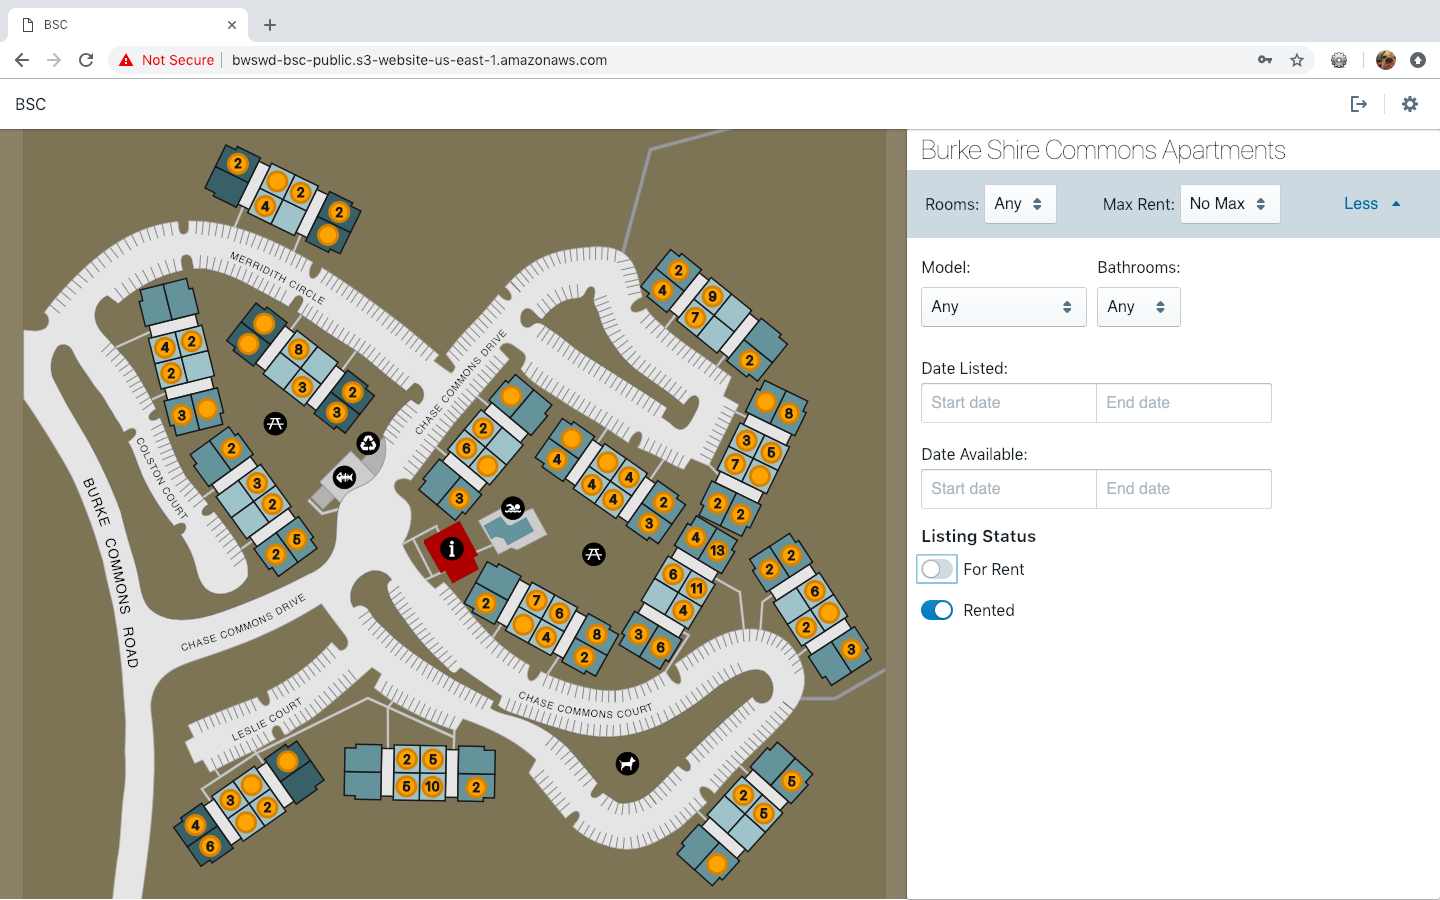 BSC
Not Secure
bwswd-bsc-public.s3-website-us-east-1.amazonaws.com
BSC
Burke Shire Commons Apartments
Rooms:
Any
Max Rent:
No Max
Less
Model:
Bathrooms:
Any
Any
Date Listed:
Start date
End date
Date Available:
Start date
End date
Listing Status
For Rent
Rented
2
2
4
2
MERRIDITH CIRCLE
4
2
2
3
8
3
2
3
COLSTON COURT
2
3
2
5
2
CHASE COMMONS DRIVE
2
6
3
2
4
9
7
2
8
3
5
7
2
2
4
4
4
4
2
3
i
4
13
6
11
4
3
6
2
2
6
2
3
2
7
6
4
8
2
BURKE COMMONS ROAD
CHASE COMMONS DRIVE
CHASE COMMONS COURT
LESLIE COURT
3
2
4
6
2
5
5
10
2
5
2
5